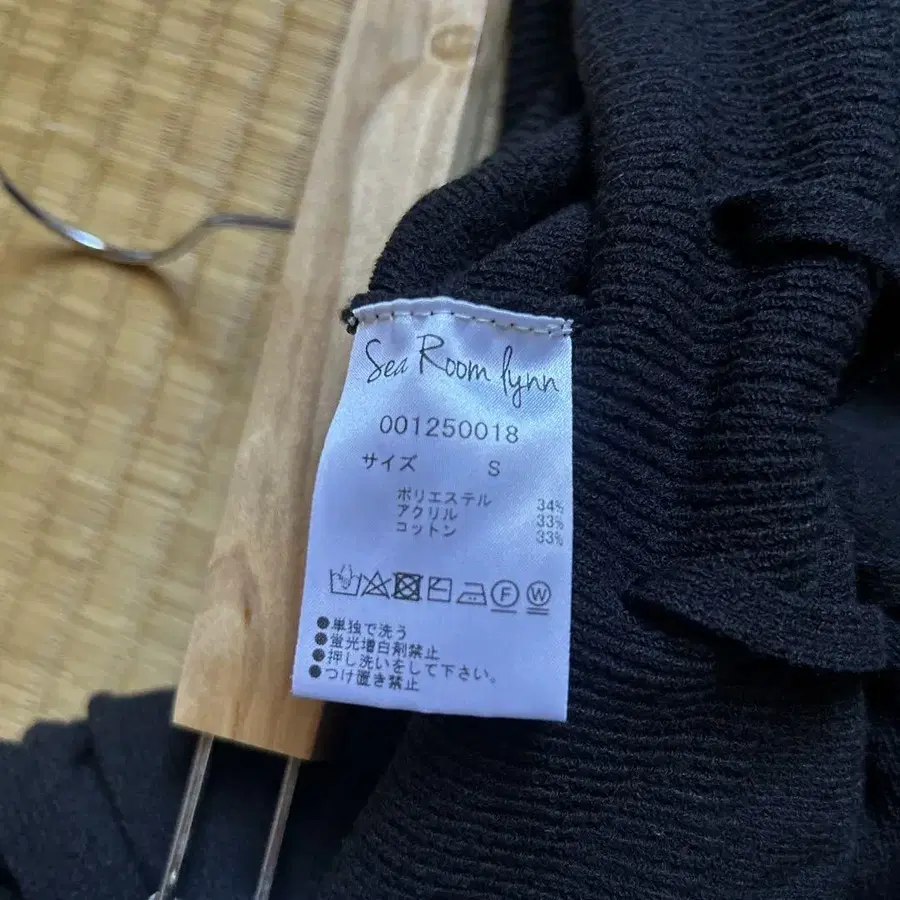 Sea Room lynn
001250018
サイズ S
ポリエステル 34%
アクリル 33%
コットン 33%
F W
●単独で洗う
●蛍光増白剤禁止
●押し洗いをして下さい。
●つけ置き禁止